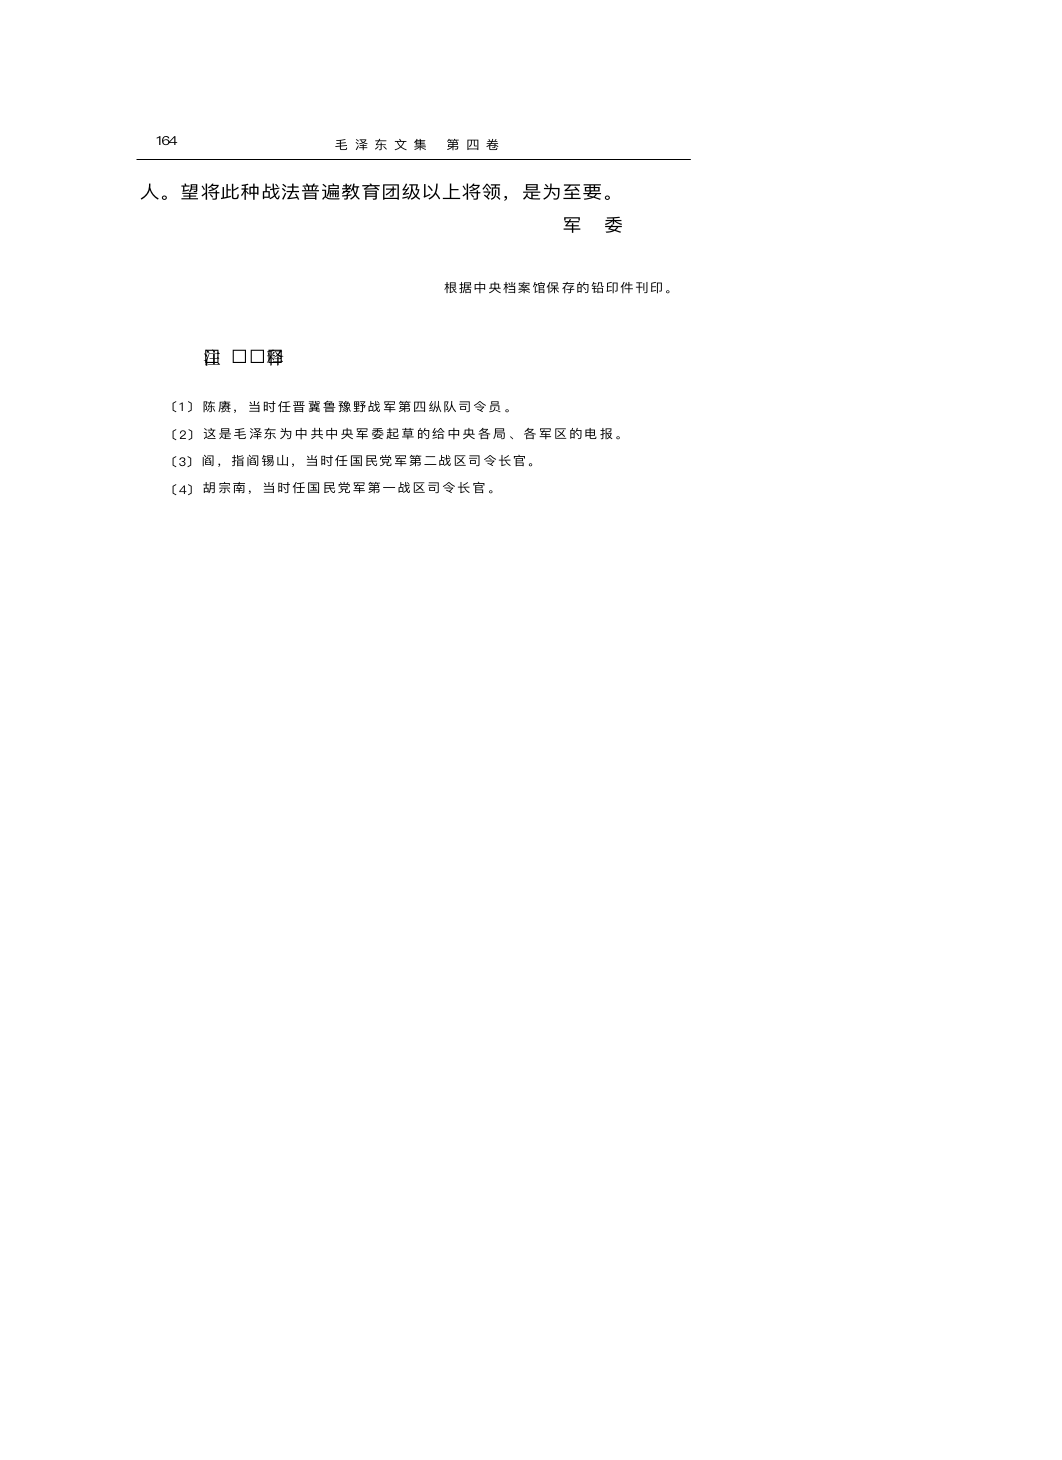 164
毛泽东文集 第四卷
人。望将此种战法普遍教育团级以上将领，是为至要。
军 委
根据中央档案馆保存的铅印件刊印。
注 □□释
〔1〕陈赓，当时任晋冀鲁豫野战军第四纵队司令员。
〔2〕这是毛泽东为中共中央军委起草的给中央各局、各军区的电报。
〔3〕阎，指阎锡山，当时任国民党军第二战区司令长官。
〔4〕胡宗南，当时任国民党军第一战区司令长官。